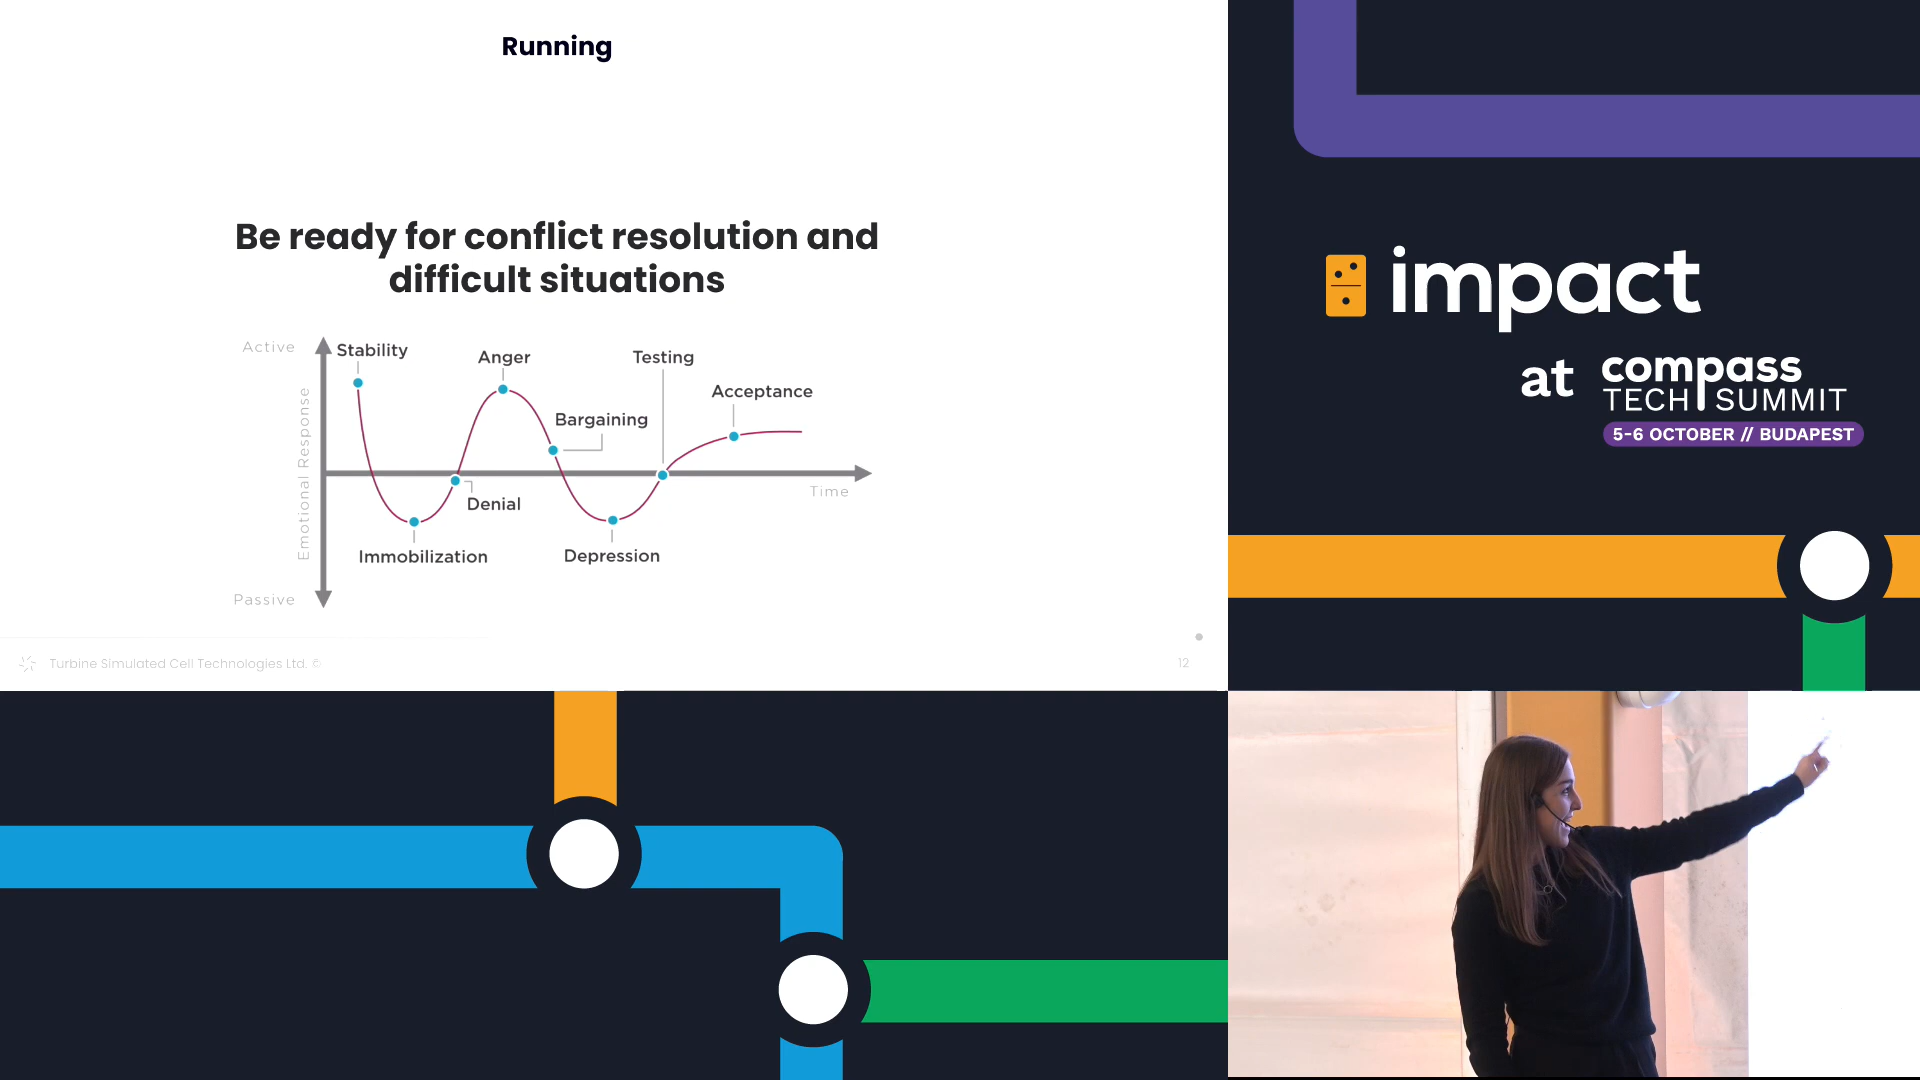 Running
Be ready for conflict resolution and
difficult situations
Active
Stability
Anger
Testing
Acceptance
Bargaining
Emotional Response
Time
Denial
Immobilization
Depression
Passive
Turbine Simulated Cell Technologies Ltd. ©
12
impact
at compass
TECH SUMMIT
5-6 OCTOBER // BUDAPEST